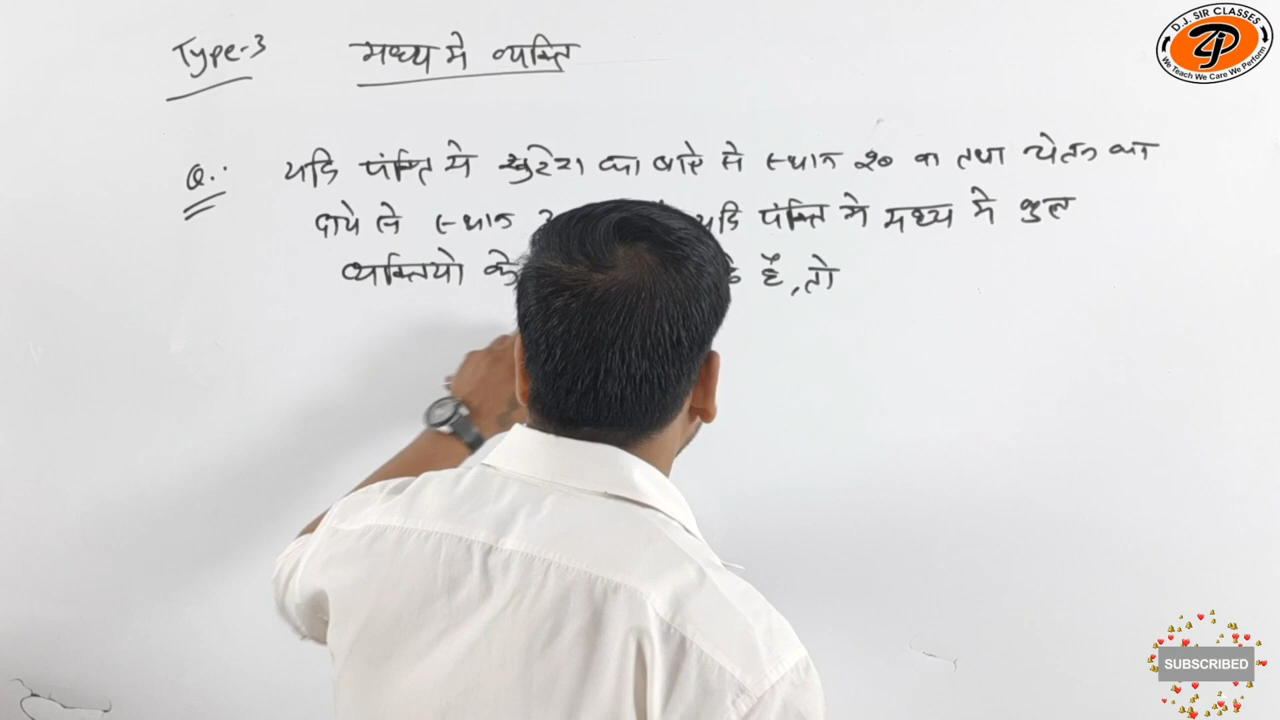 Type-3 मध्य मे व्यक्ति
Q.: यदि पंक्ति मे सुरेश का बाये से स्थान 20 वा तथा चेतन का
दाये से स्थान यदि पंक्ति मे मध्य मे कुल
व्यक्तियो है, तो
D.J. SIR CLASSES
We Teach We Care We Perform
SUBSCRIBED